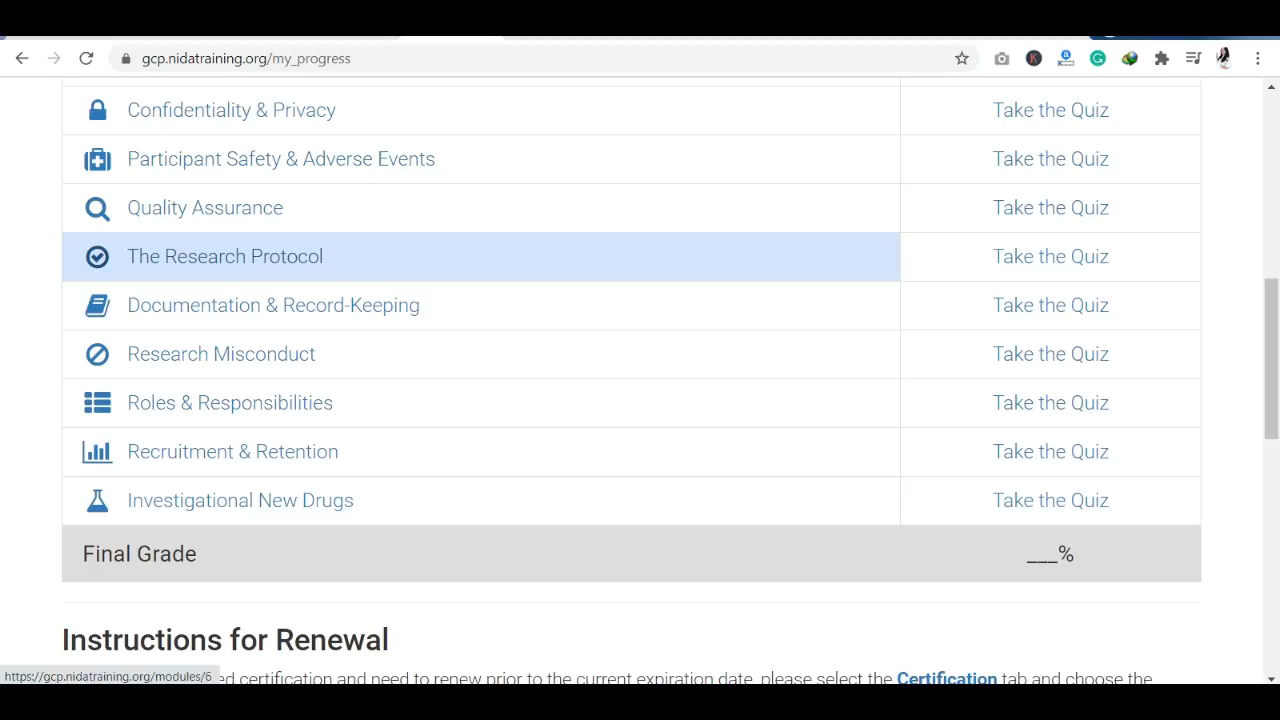 gcp.nidatraining.org/my_progress
Confidentiality & Privacy Take the Quiz
Participant Safety & Adverse Events Take the Quiz
Quality Assurance Take the Quiz
The Research Protocol Take the Quiz
Documentation & Record-Keeping Take the Quiz
Research Misconduct Take the Quiz
Roles & Responsibilities Take the Quiz
Recruitment & Retention Take the Quiz
Investigational New Drugs Take the Quiz
Final Grade ___%
Instructions for Renewal
https://gcp.nidatraining.org/modules/6 ed certification and need to renew prior to the current expiration date, please select the Certification tab and choose the